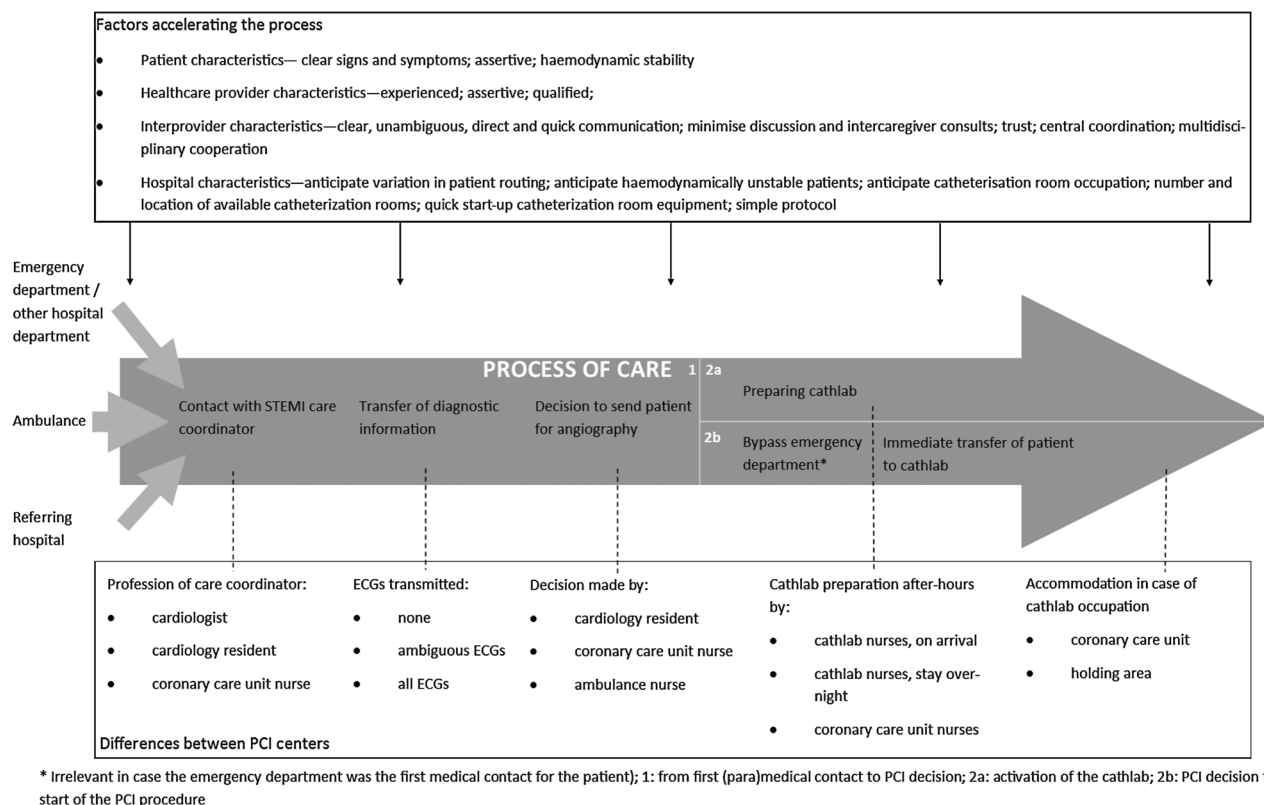 Factors accelerating the process
• Patient characteristics— clear signs and symptoms; assertive; haemodynamic stability
• Healthcare provider characteristics—experienced; assertive; qualified;
• Interprovider characteristics—clear, unambiguous, direct and quick communication; minimise discussion and intercaregiver consults; trust; central coordination; multidisci-
plinary cooperation
• Hospital characteristics—anticipate variation in patient routing; anticipate haemodynamically unstable patients; anticipate catheterisation room occupation; number and
location of available catheterization rooms; quick start-up catheterization room equipment; simple protocol
Emergency
department /
other hospital
department
Ambulance
Referring
hospital
PROCESS OF CARE
1
2a
2b
Contact with STEMI care
coordinator
Transfer of diagnostic
information
Decision to send patient
for angiography
Preparing cathlab
Bypass emergency
department*
Immediate transfer of patient
to cathlab
Profession of care coordinator:
• cardiologist
• cardiology resident
• coronary care unit nurse
ECGs transmitted:
• none
• ambiguous ECGs
• all ECGs
Decision made by:
• cardiology resident
• coronary care unit nurse
• ambulance nurse
Cathlab preparation after-hours
by:
• cathlab nurses, on arrival
• cathlab nurses, stay over-
night
• coronary care unit nurses
Accommodation in case of
cathlab occupation
• coronary care unit
• holding area
Differences between PCI centers
* Irrelevant in case the emergency department was the first medical contact for the patient); 1: from first (para)medical contact to PCI decision; 2a: activation of the cathlab; 2b: PCI decision
start of the PCI procedure